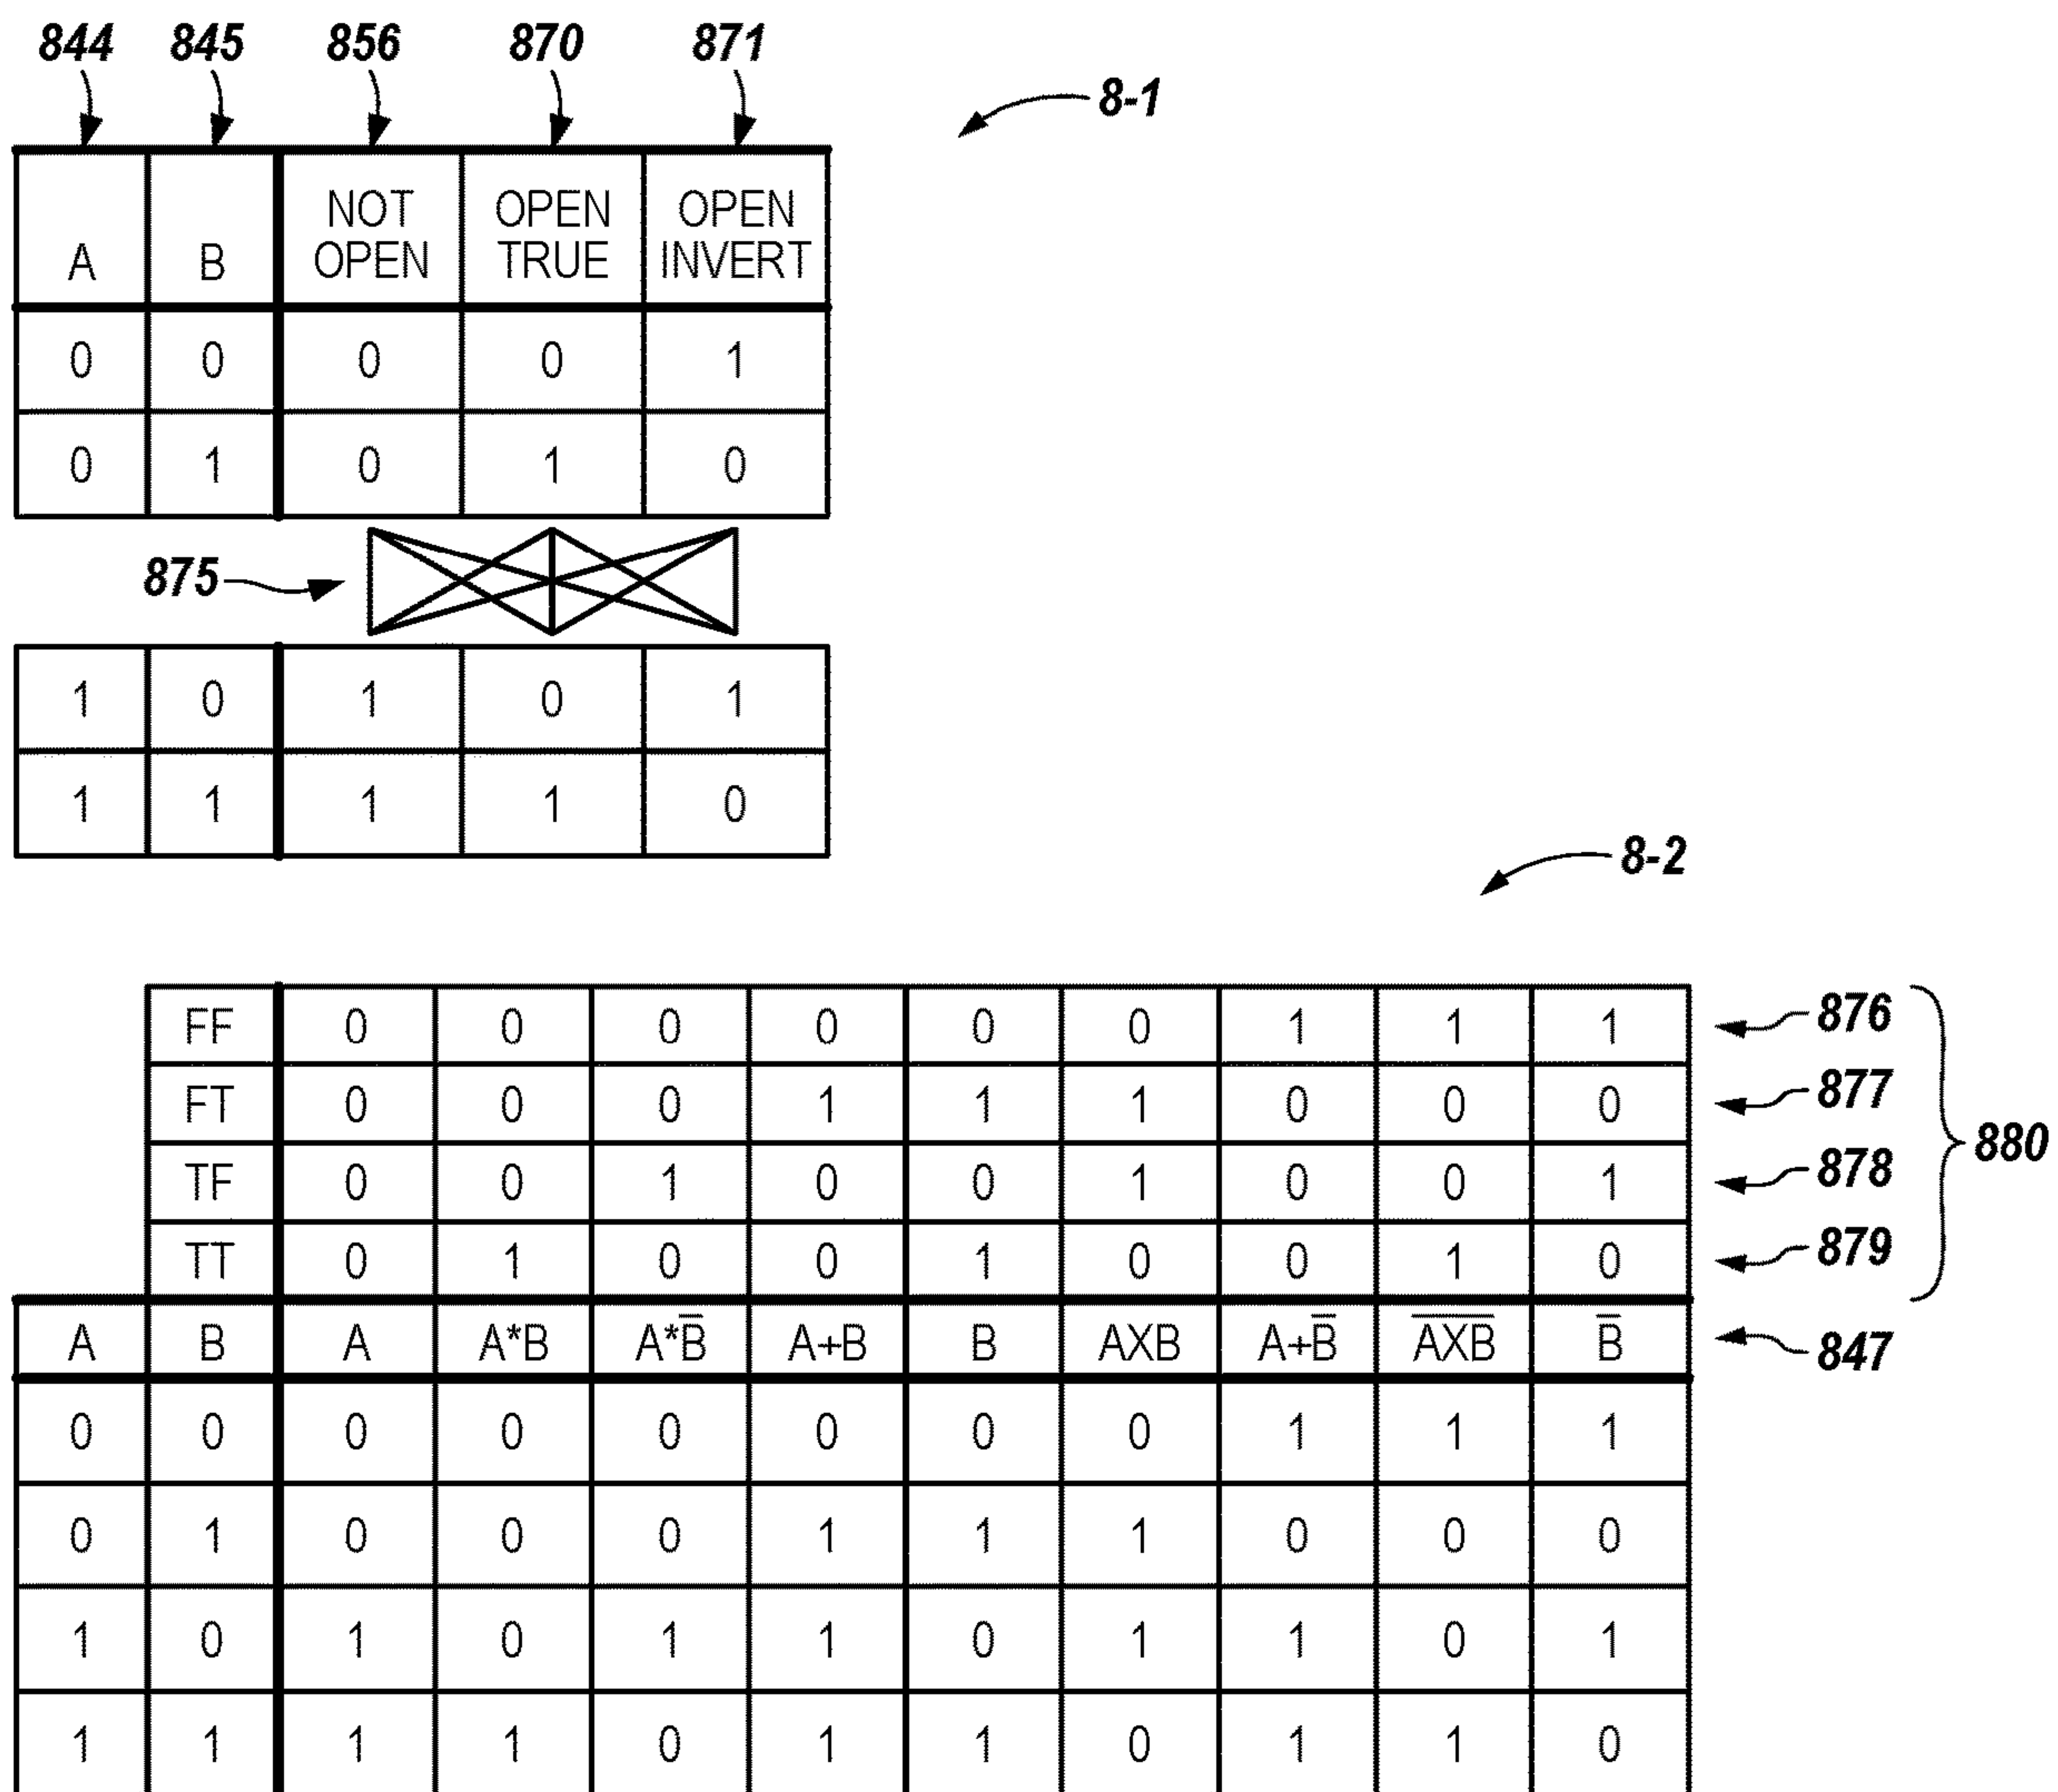 844 845 856 870 871
8-1
A B NOT OPEN OPEN TRUE OPEN INVERT
0 0 0 0 1
0 1 0 1 0
875
1 0 1 0 1
1 1 1 1 0
8-2
FF 0 0 0 0 0 0 1 1 1 876
FT 0 0 0 1 1 1 0 0 0 877
880
TF 0 0 1 0 0 1 0 0 1 878
TT 0 1 0 0 1 0 0 1 0 879
A B A A*B A*B̅ A+B B AXB A+B̅ A̅X̅B̅ B̅ 847
0 0 0 0 0 0 0 0 1 1 1
0 1 0 0 0 1 1 1 0 0 0
1 0 1 0 1 1 0 1 1 0 1
1 1 1 1 0 1 1 0 1 1 0